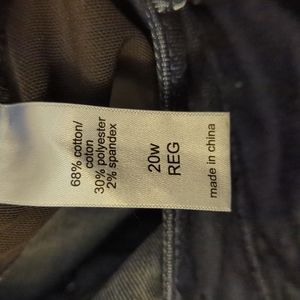 68% cotton/
coton
30% polyester
2% spandex
20w
REG
made in china